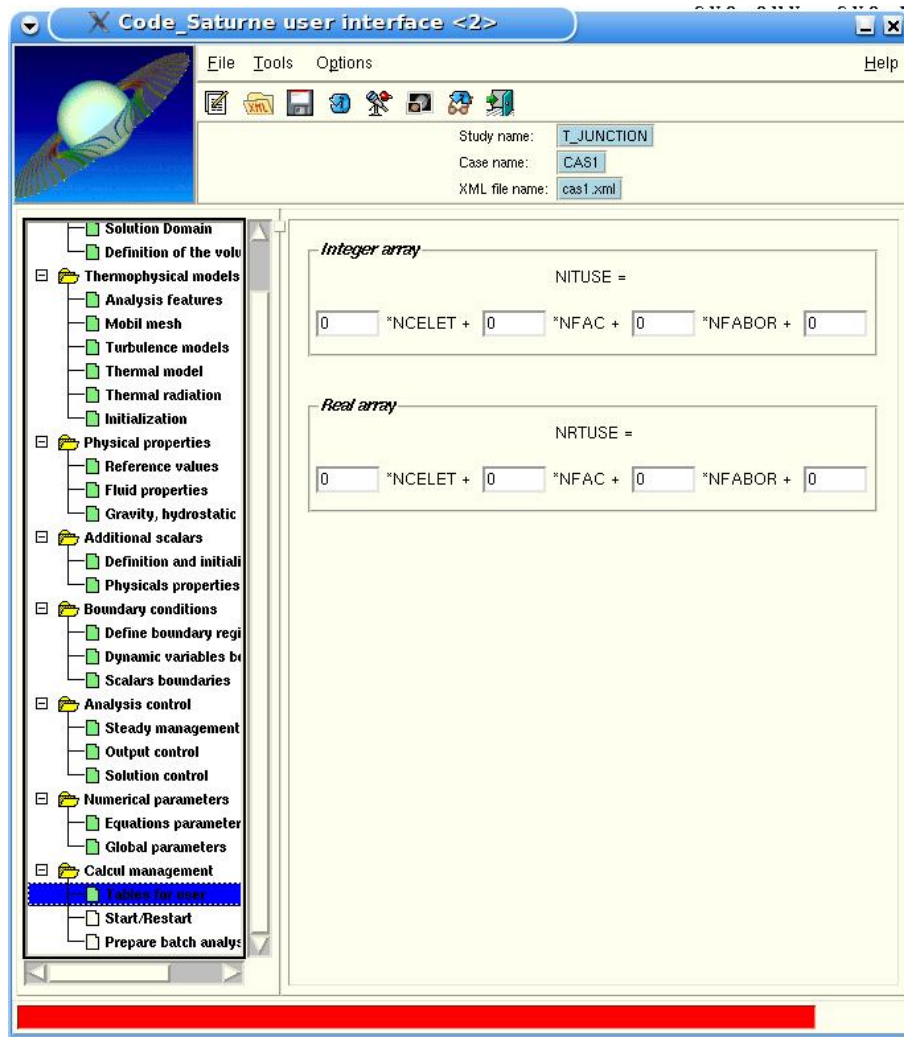 Code_Saturne user interface <2>
File Tools Options Help
XML
Study name: T_JUNCTION
Case name: CAS1
XML file name: cas1.xml
Solution Domain
Definition of the volu
Thermophysical models
Analysis features
Mobil mesh
Turbulence models
Thermal model
Thermal radiation
Initialization
Physical properties
Reference values
Fluid properties
Gravity, hydrostatic
Additional scalars
Definition and initiali
Physicals properties
Boundary conditions
Define boundary regi
Dynamic variables b
Scalars boundaries
Analysis control
Steady management
Output control
Solution control
Numerical parameters
Equations parameter
Global parameters
Calcul management
Tables for user
Start/Restart
Prepare batch analys
Integer array
NITUSE =
0 *NCELET + 0 *NFAC + 0 *NFABOR + 0
Real array
NRTUSE =
0 *NCELET + 0 *NFAC + 0 *NFABOR + 0